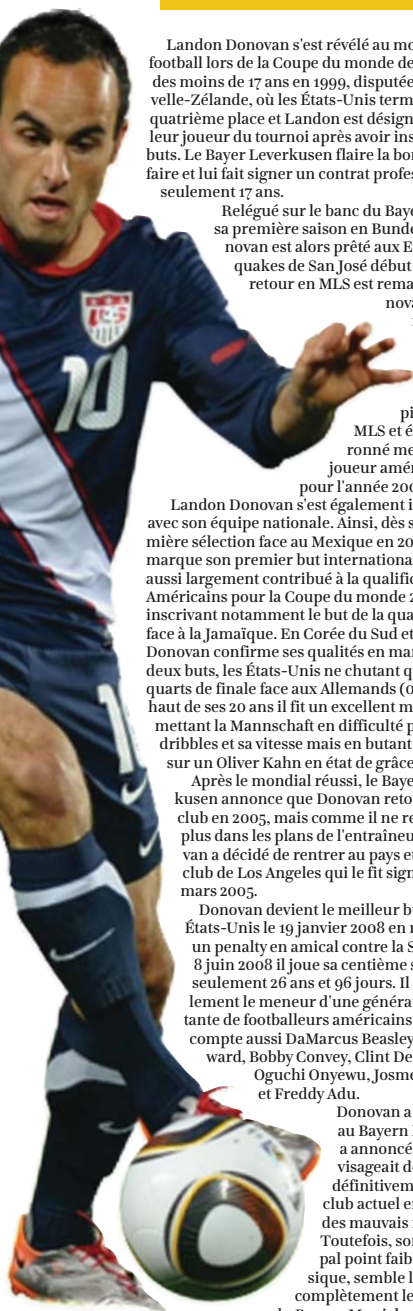 Landon Donovan s'est révélé au mo
football lors de la Coupe du monde de
des moins de 17 ans en 1999, disputée
velle-Zélande, où les États-Unis term
quatrième place et Landon est désign
leur joueur du tournoi après avoir ins
buts. Le Bayer Leverkusen flaire la bon
faire et lui fait signer un contrat profes
seulement 17 ans.
Relégué sur le banc du Baye
sa première saison en Bunde
novan est alors prêté aux E
quakes de San José début
retour en MLS est rema
nova
pi
MLS et é
ronné me
joueur amér
pour l'année 200
Landon Donovan s'est également i
avec son équipe nationale. Ainsi, dès s
mière sélection face au Mexique en 20
marque son premier but internationa
aussi largement contribué à la qualific
Américains pour la Coupe du monde 2
inscrivant notamment le but de la qua
face à la Jamaïque. En Corée du Sud et
Donovan confirme ses qualités en mar
deux buts, les États-Unis ne chutant q
quarts de finale face aux Allemands (0
haut de ses 20 ans il fit un excellent m
mettant la Mannschaft en difficulté p
dribbles et sa vitesse mais en butant
sur un Oliver Kahn en état de grâce
Après le mondial réussi, le Baye
kusen annonce que Donovan reto
club en 2005, mais comme il ne re
plus dans les plans de l'entraîneu
van a décidé de rentrer au pays et
club de Los Angeles qui le fit sign
mars 2005.
Donovan devient le meilleur bu
États-Unis le 19 janvier 2008 en m
un penalty en amical contre la S
8 juin 2008 il joue sa centième s
seulement 26 ans et 96 jours. Il
lement le meneur d'une générat
tante de footballeurs américains
compte aussi DaMarcus Beasley
ward, Bobby Convey, Clint De
Oguchi Onyewu, Josme
et Freddy Adu.
Donovan a
au Bayern
a annoncé
visageait de
définitivem
club actuel e
des mauvais
Toutefois, so
pal point faib
sique, semble l
complètement le
10